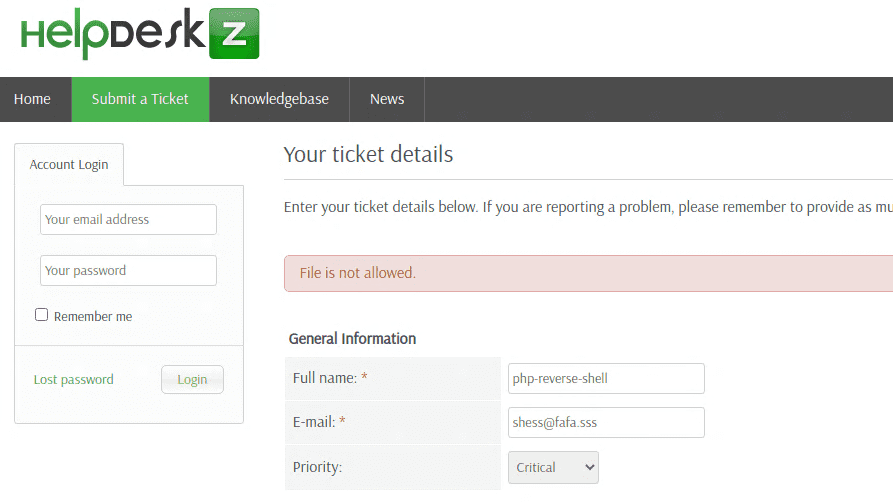 HelpDesk Z
Home Submit a Ticket Knowledgebase News
Account Login
Your email address
Your password
Remember me
Lost password Login
Your ticket details
Enter your ticket details below. If you are reporting a problem, please remember to provide as
File is not allowed.
General Information
Full name: * php-reverse-shell
E-mail: * shess@fafa.sss
Priority: Critical